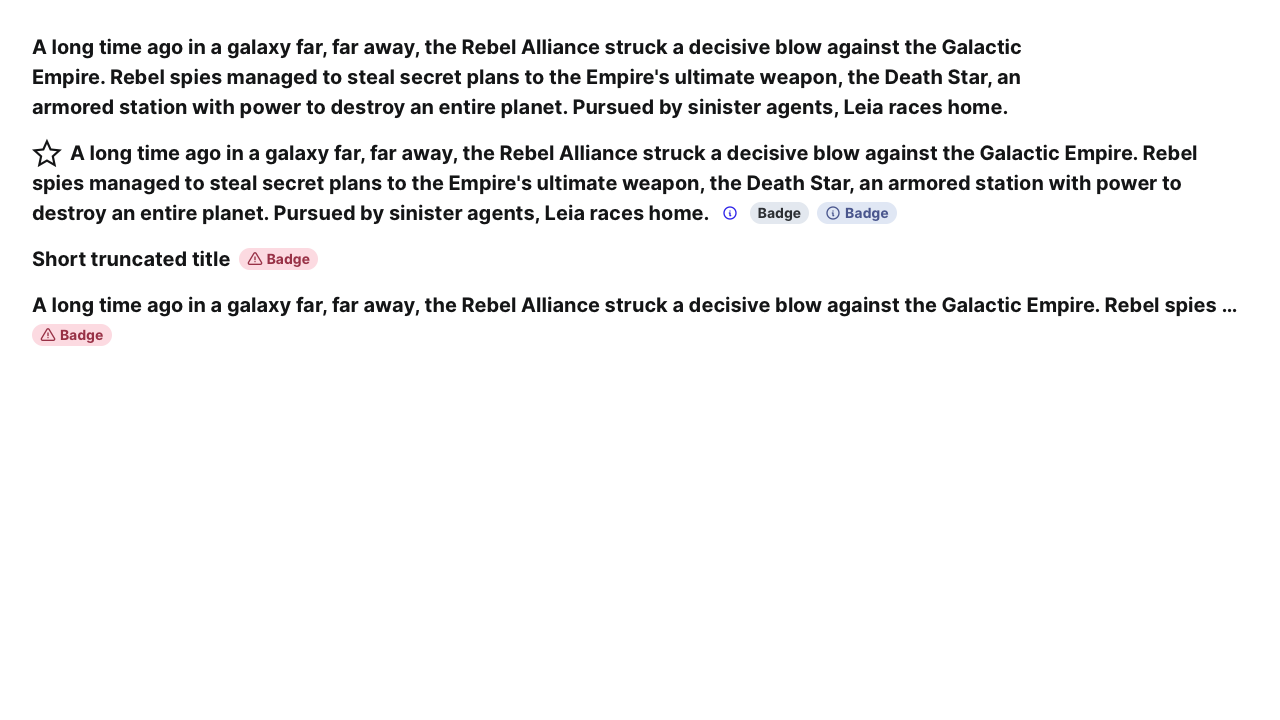 A long time ago in a galaxy far, far away, the Rebel Alliance struck a decisive blow against the Galactic
Empire. Rebel spies managed to steal secret plans to the Empire's ultimate weapon, the Death Star, an
armored station with power to destroy an entire planet. Pursued by sinister agents, Leia races home.
A long time ago in a galaxy far, far away, the Rebel Alliance struck a decisive blow against the Galactic Empire. Rebel
spies managed to steal secret plans to the Empire's ultimate weapon, the Death Star, an armored station with power to
destroy an entire planet. Pursued by sinister agents, Leia races home. Badge Badge
Short truncated title Badge
A long time ago in a galaxy far, far away, the Rebel Alliance struck a decisive blow against the Galactic Empire. Rebel spies ...
Badge